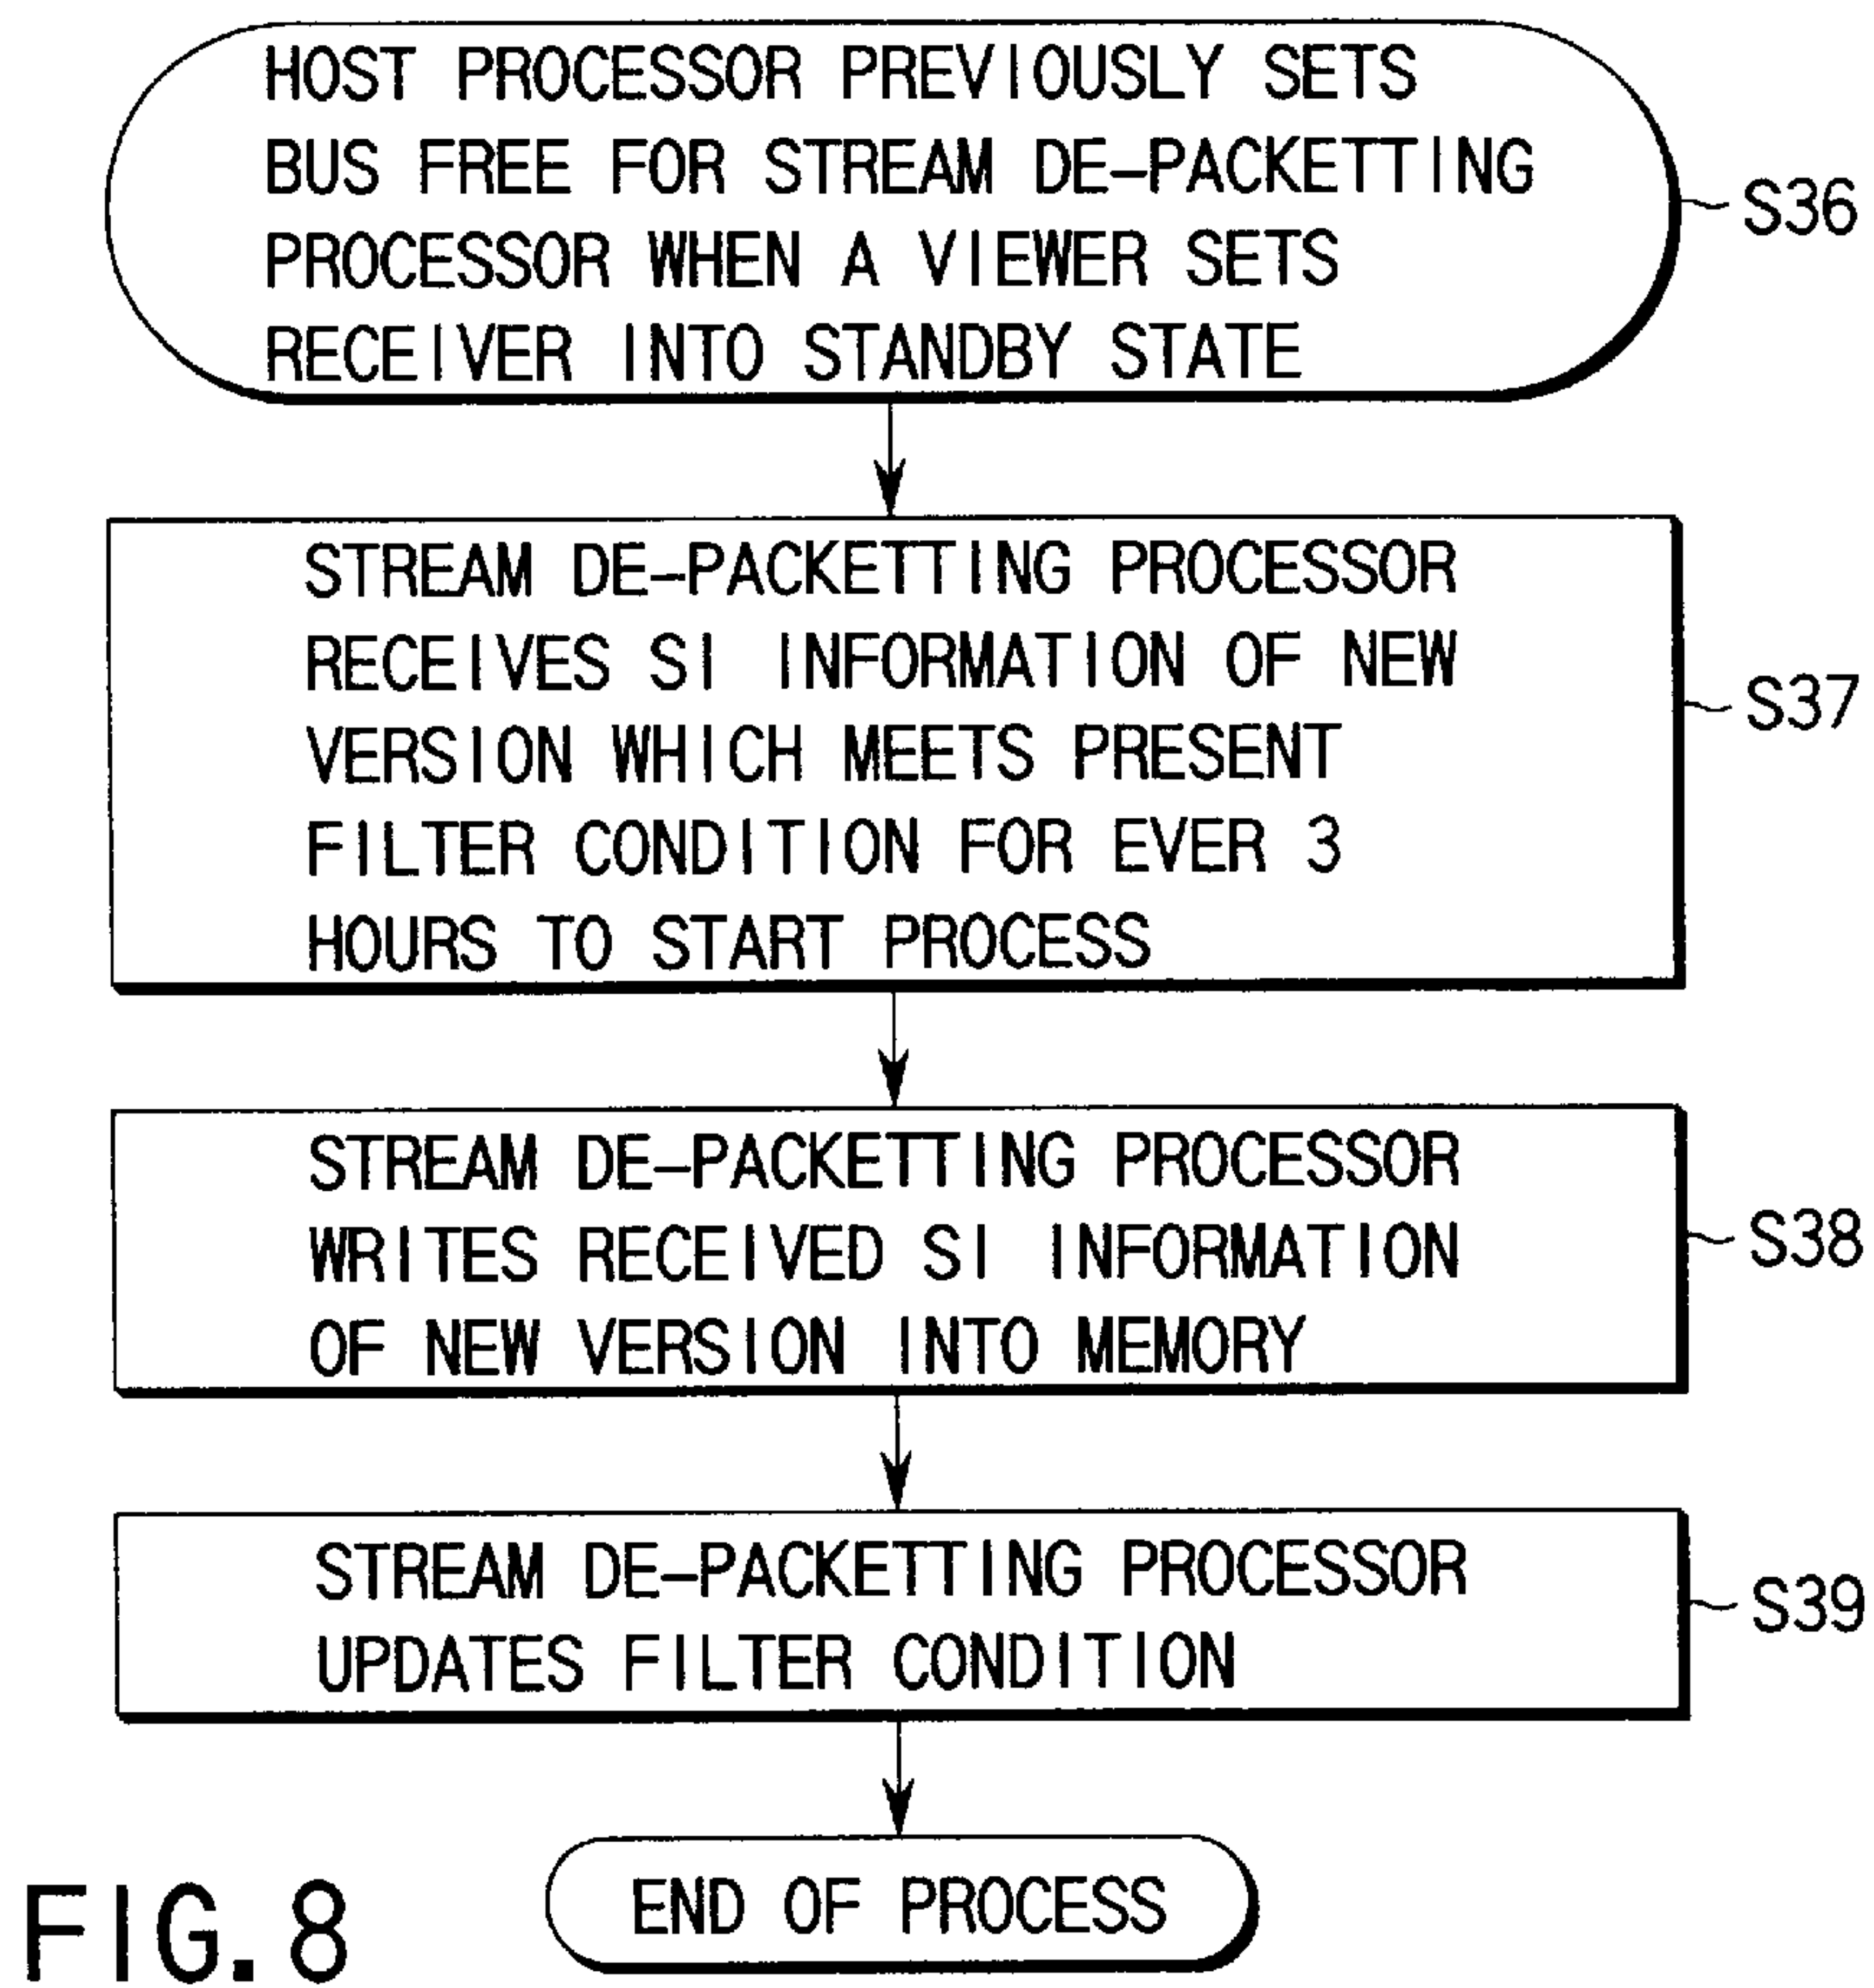 HOST PROCESSOR PREVIOUSLY SETS
BUS FREE FOR STREAM DE-PACKETTING
PROCESSOR WHEN A VIEWER SETS
RECEIVER INTO STANDBY STATE
S36
STREAM DE-PACKETTING PROCESSOR
RECEIVES SI INFORMATION OF NEW
VERSION WHICH MEETS PRESENT
FILTER CONDITION FOR EVER 3
HOURS TO START PROCESS
S37
STREAM DE-PACKETTING PROCESSOR
WRITES RECEIVED SI INFORMATION
OF NEW VERSION INTO MEMORY
S38
STREAM DE-PACKETTING PROCESSOR
UPDATES FILTER CONDITION
S39
END OF PROCESS
FIG. 8